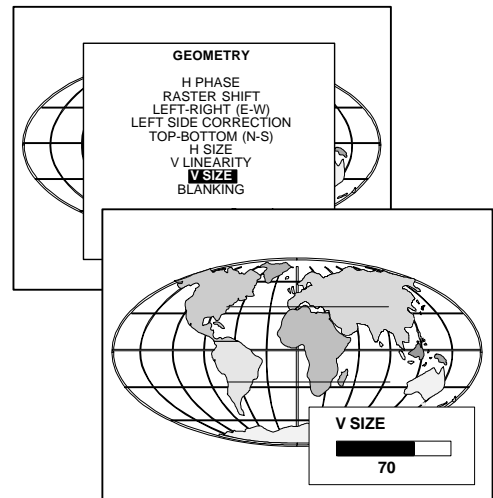 GEOMETRY
H PHASE
RASTER SHIFT
LEFT-RIGHT (E-W)
LEFT SIDE CORRECTION
TOP-BOTTOM (N-S)
H SIZE
V LINEARITY
V SIZE
BLANKING
V SIZE
70